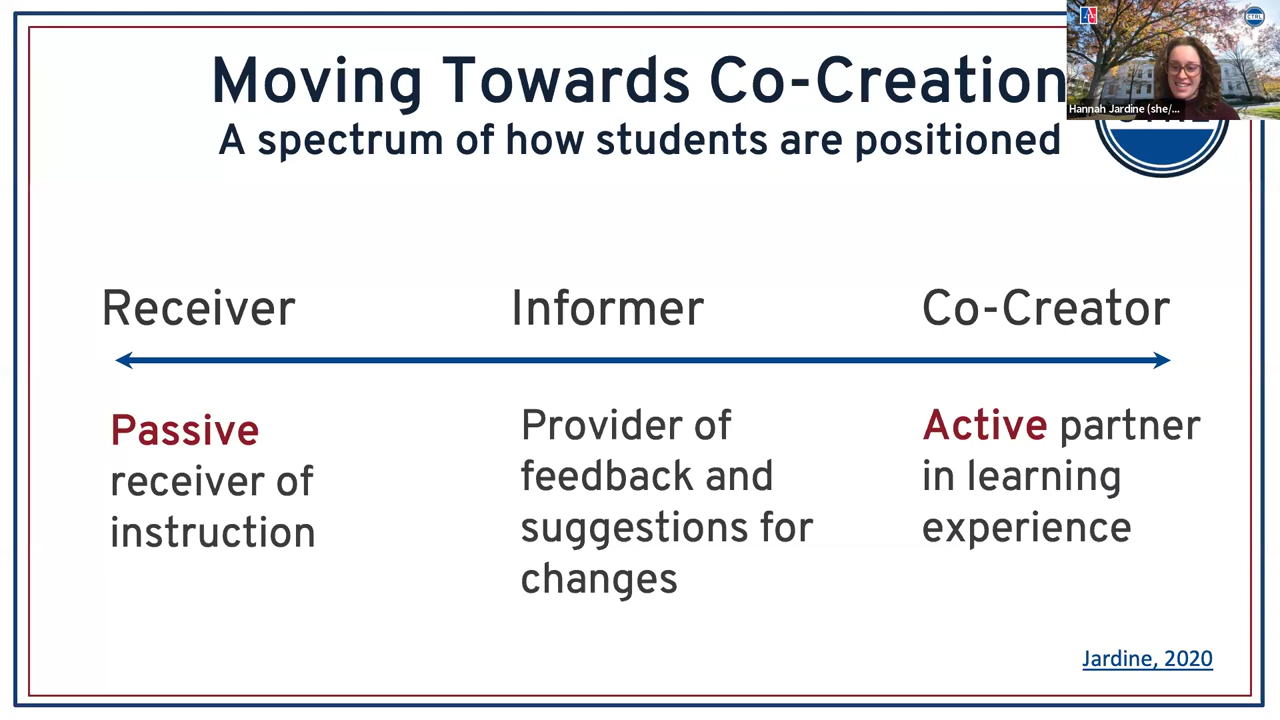 Moving Towards Co-Creation
A spectrum of how students are positioned
Hannah Jardine (she/...
CTRL
Receiver
Informer
Co-Creator
Passive
receiver of
instruction
Provider of
feedback and
suggestions for
changes
Active partner
in learning
experience
Jardine, 2020